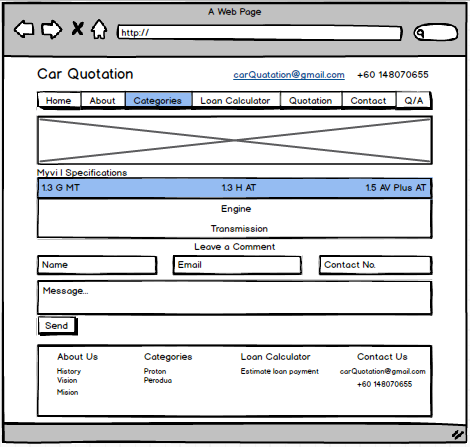 A Web Page
http://
Car Quotation carQuatation@gmail.com +60 148070655
Home About Categories Loan Calculator Quotation Contact Q/A
Myvi I Specifications
1.3 G MT 1.3 H AT 1.5 AV Plus AT
Engine
Transmission
Leave a Comment
Name Email Contact No.
Message...
Send
About Us Categories Loan Calculator Contact Us
History Proton Estimate loan payment carQuotation@gmail.com
Vision Perodua +60 148070655
Mision